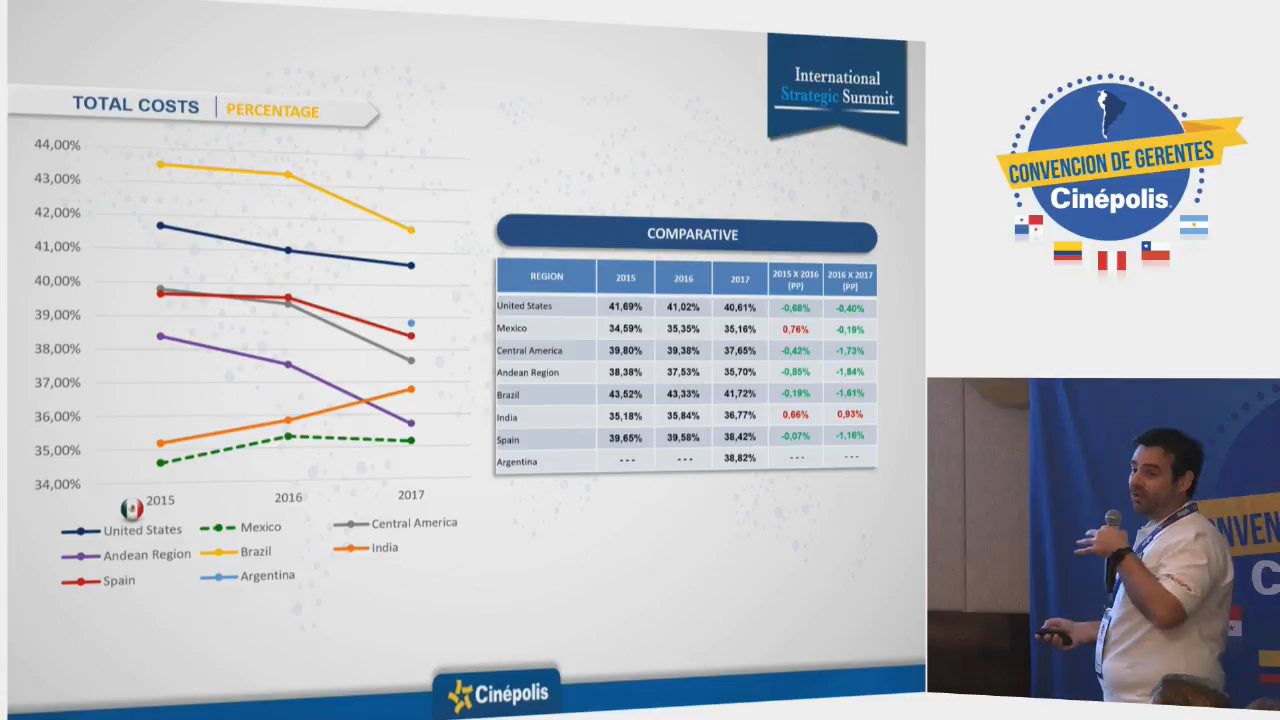 International
Strategic Summit
TOTAL COSTS | PERCENTAGE
44,00%
43,00%
42,00%
41,00%
40,00%
39,00%
38,00%
37,00%
36,00%
35,00%
34,00%
2015 2016 2017
United States Mexico Central America
Andean Region Brazil India
Spain Argentina
COMPARATIVE
REGION 2015 2016 2017 2015 X 2016 (PP) 2016 X 2017 (PP)
United States 41,69% 41,02% 40,61% -0,68% -0,40%
Mexico 34,59% 35,35% 35,16% 0,76% -0,19%
Central America 39,80% 39,38% 37,65% -0,42% -1,73%
Andean Region 38,38% 37,53% 35,70% -0,85% -1,84%
Brazil 43,52% 43,33% 41,72% -0,19% -1,61%
India 35,18% 35,84% 36,77% 0,66% 0,93%
Spain 39,65% 39,58% 38,42% -0,07% -1,16%
Argentina --- --- 38,82% --- ---
Cinépolis
CONVENCION DE GERENTES
Cinépolis
CONVEN
C